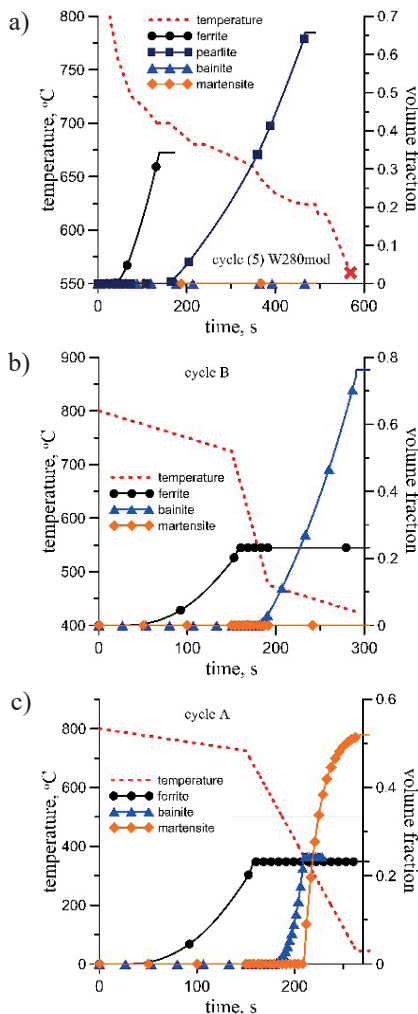 a)
temperature, °C
800
750
700
650
600
550
temperature
ferrite
pearlite
bainite
martensite
cycle (5) W280mod
0.7
0.6
0.5
0.4
0.3
0.2
0.1
0
volume fraction
0
200
400
600
time, s
b)
temperature, °C
900
800
700
600
500
400
cycle B
temperature
ferrite
bainite
martensite
0.8
0.6
0.4
0.2
0
volume fraction
0
100
200
300
time, s
c)
temperature, °C
800
600
400
300
0
cycle A
temperature
forrite
bainite
martensite
0.6
0.4
0.2
0
volume fraction
0
100
200
time, s